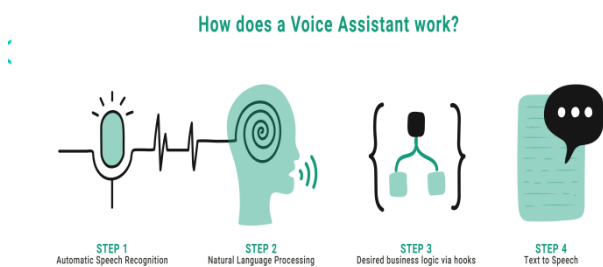 How does a Voice Assistant work?
STEP 1
Automatic Speech Recognition
STEP 2
Natural Language Processing
STEP 3
Desired business logic via hooks
STEP 4
Text to Speech